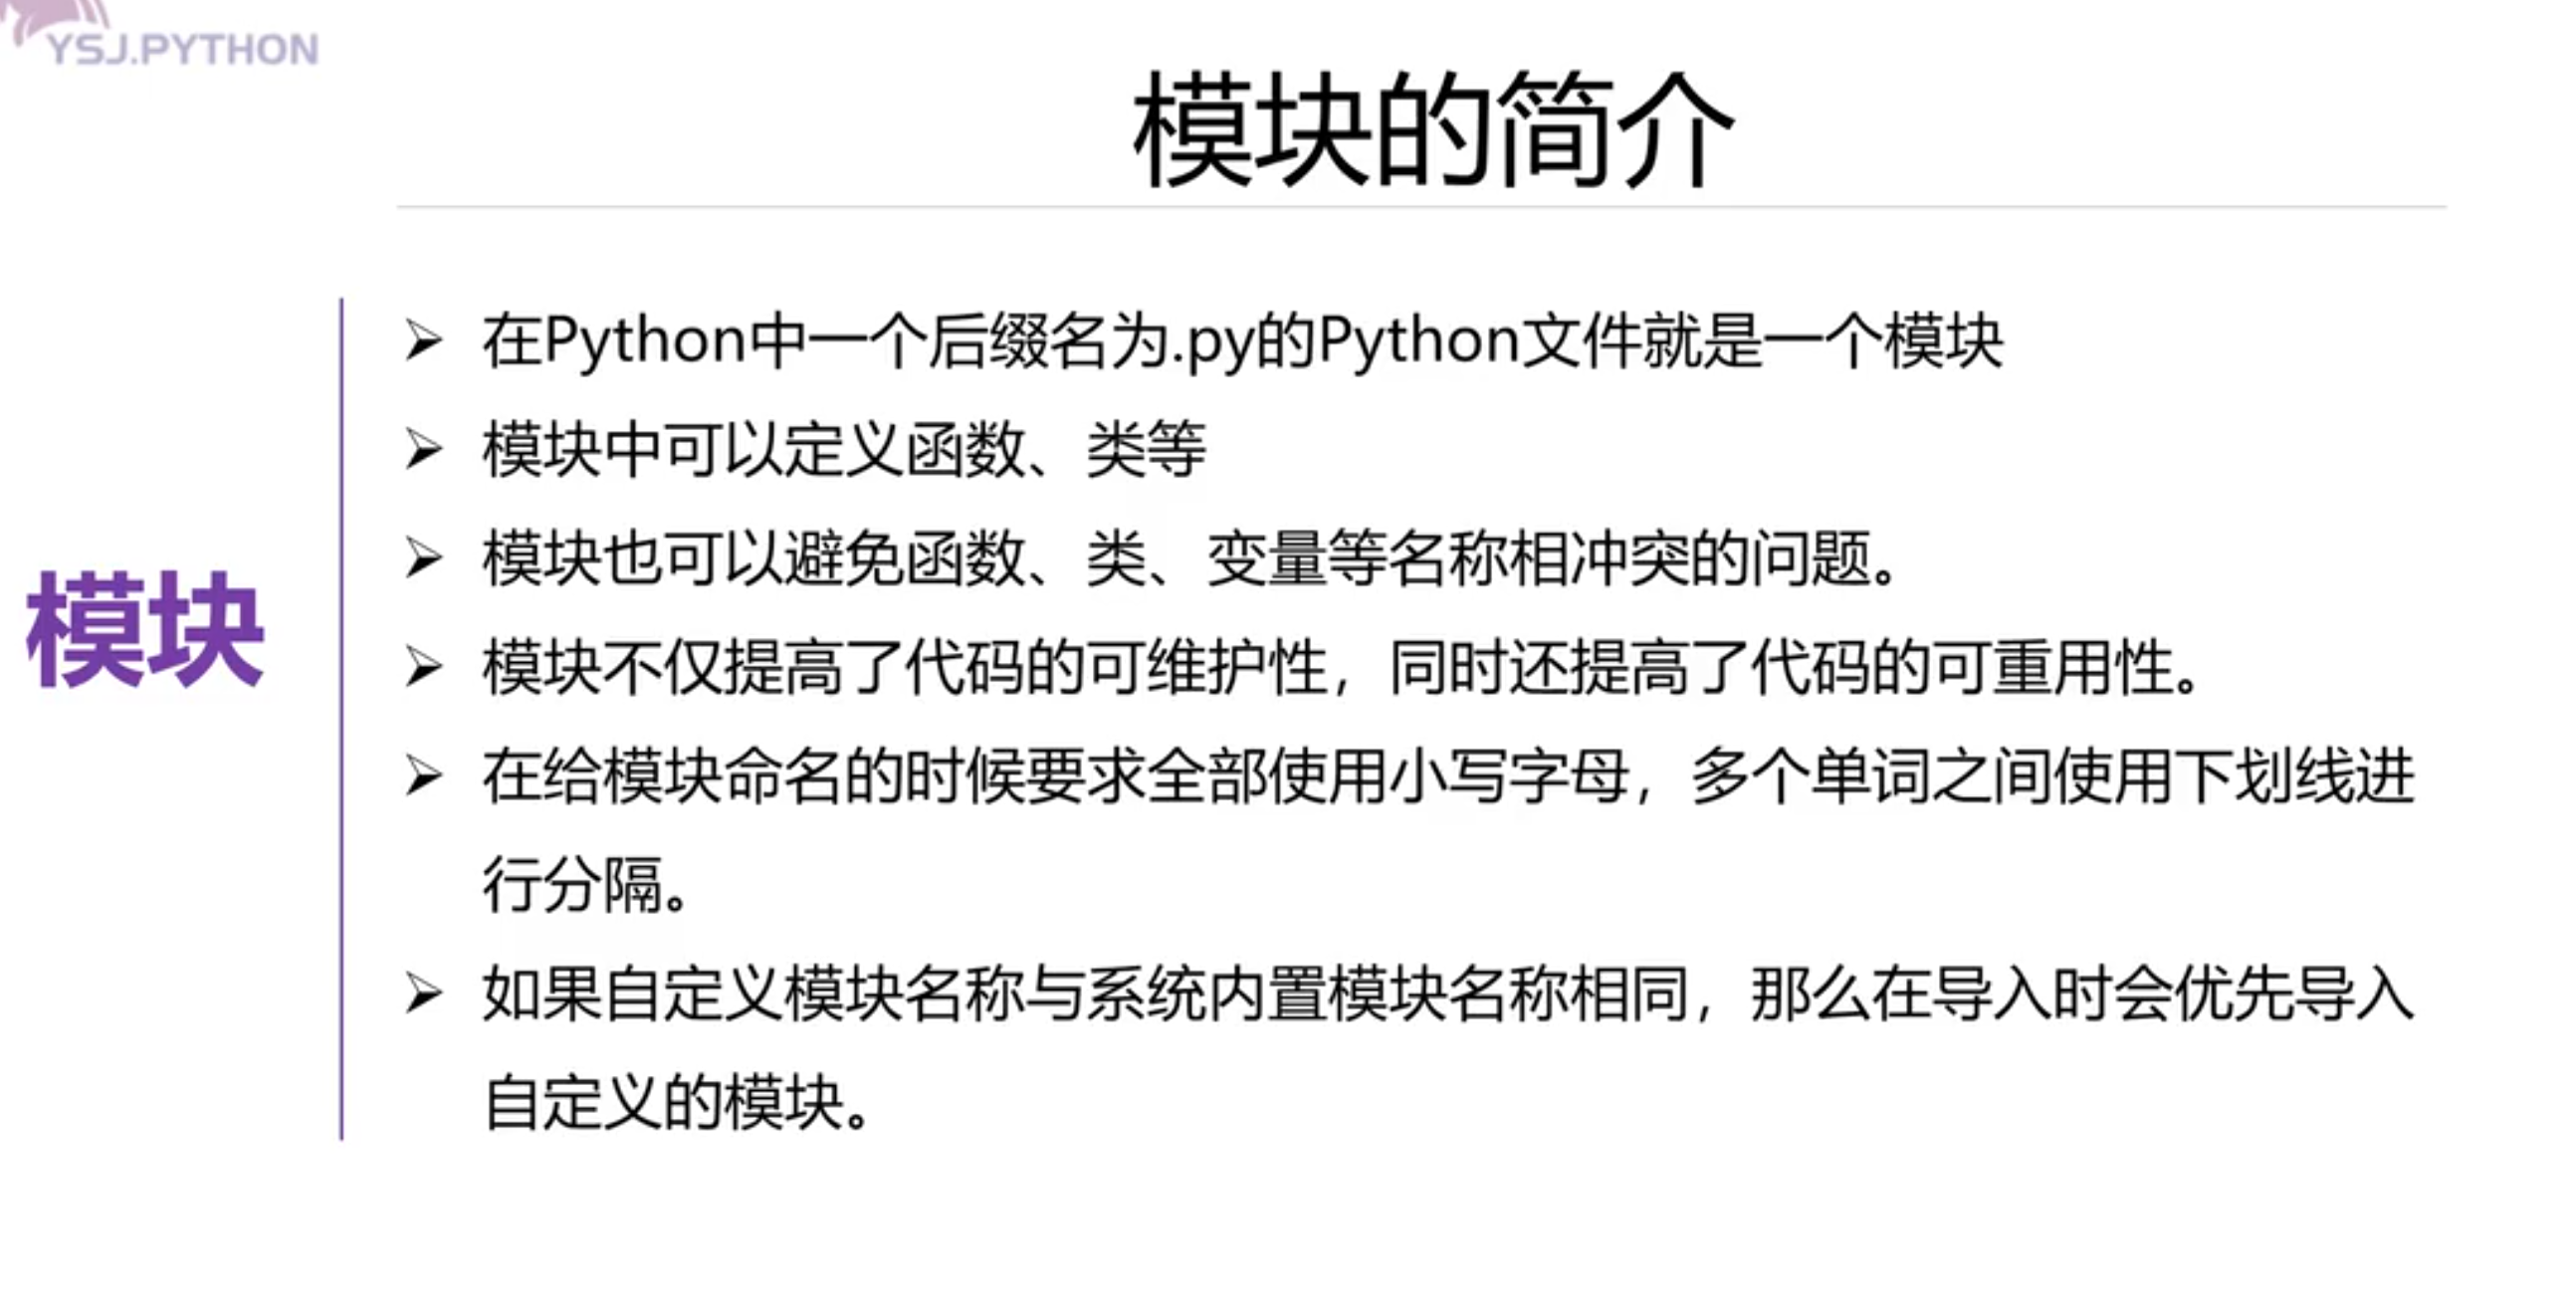 YSJ.PYTHON
模块的简介
模块
在Python中一个后缀名为.py的Python文件就是一个模块
模块中可以定义函数、类等
模块也可以避免函数、类、变量等名称相冲突的问题。
模块不仅提高了代码的可维护性，同时还提高了代码的可重用性。
在给模块命名的时候要求全部使用小写字母，多个单词之间使用下划线进
行分隔。
如果自定义模块名称与系统内置模块名称相同，那么在导入时会优先导入
自定义的模块。